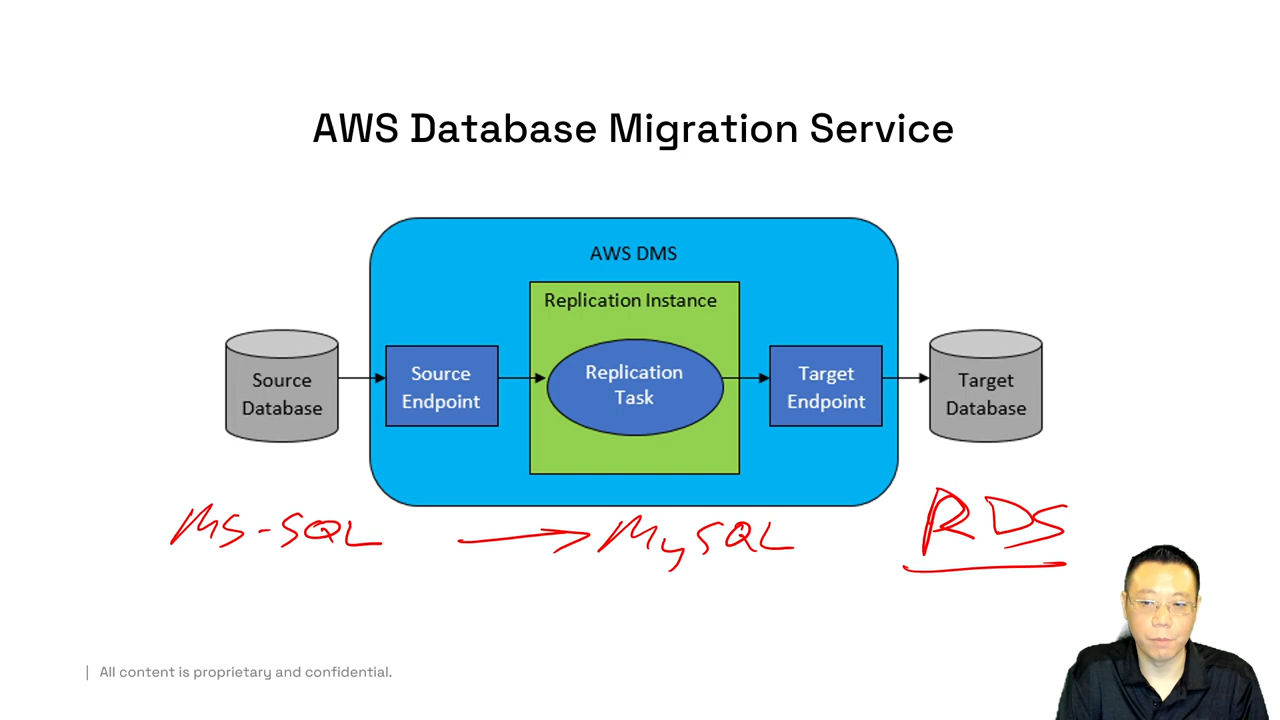 AWS Database Migration Service
AWS DMS
Replication Instance
Source
Database
Source
Endpoint
Replication
Task
Target
Endpoint
Target
Database
MS-SQL → MySQL
RDS
| All content is proprietary and confidential.